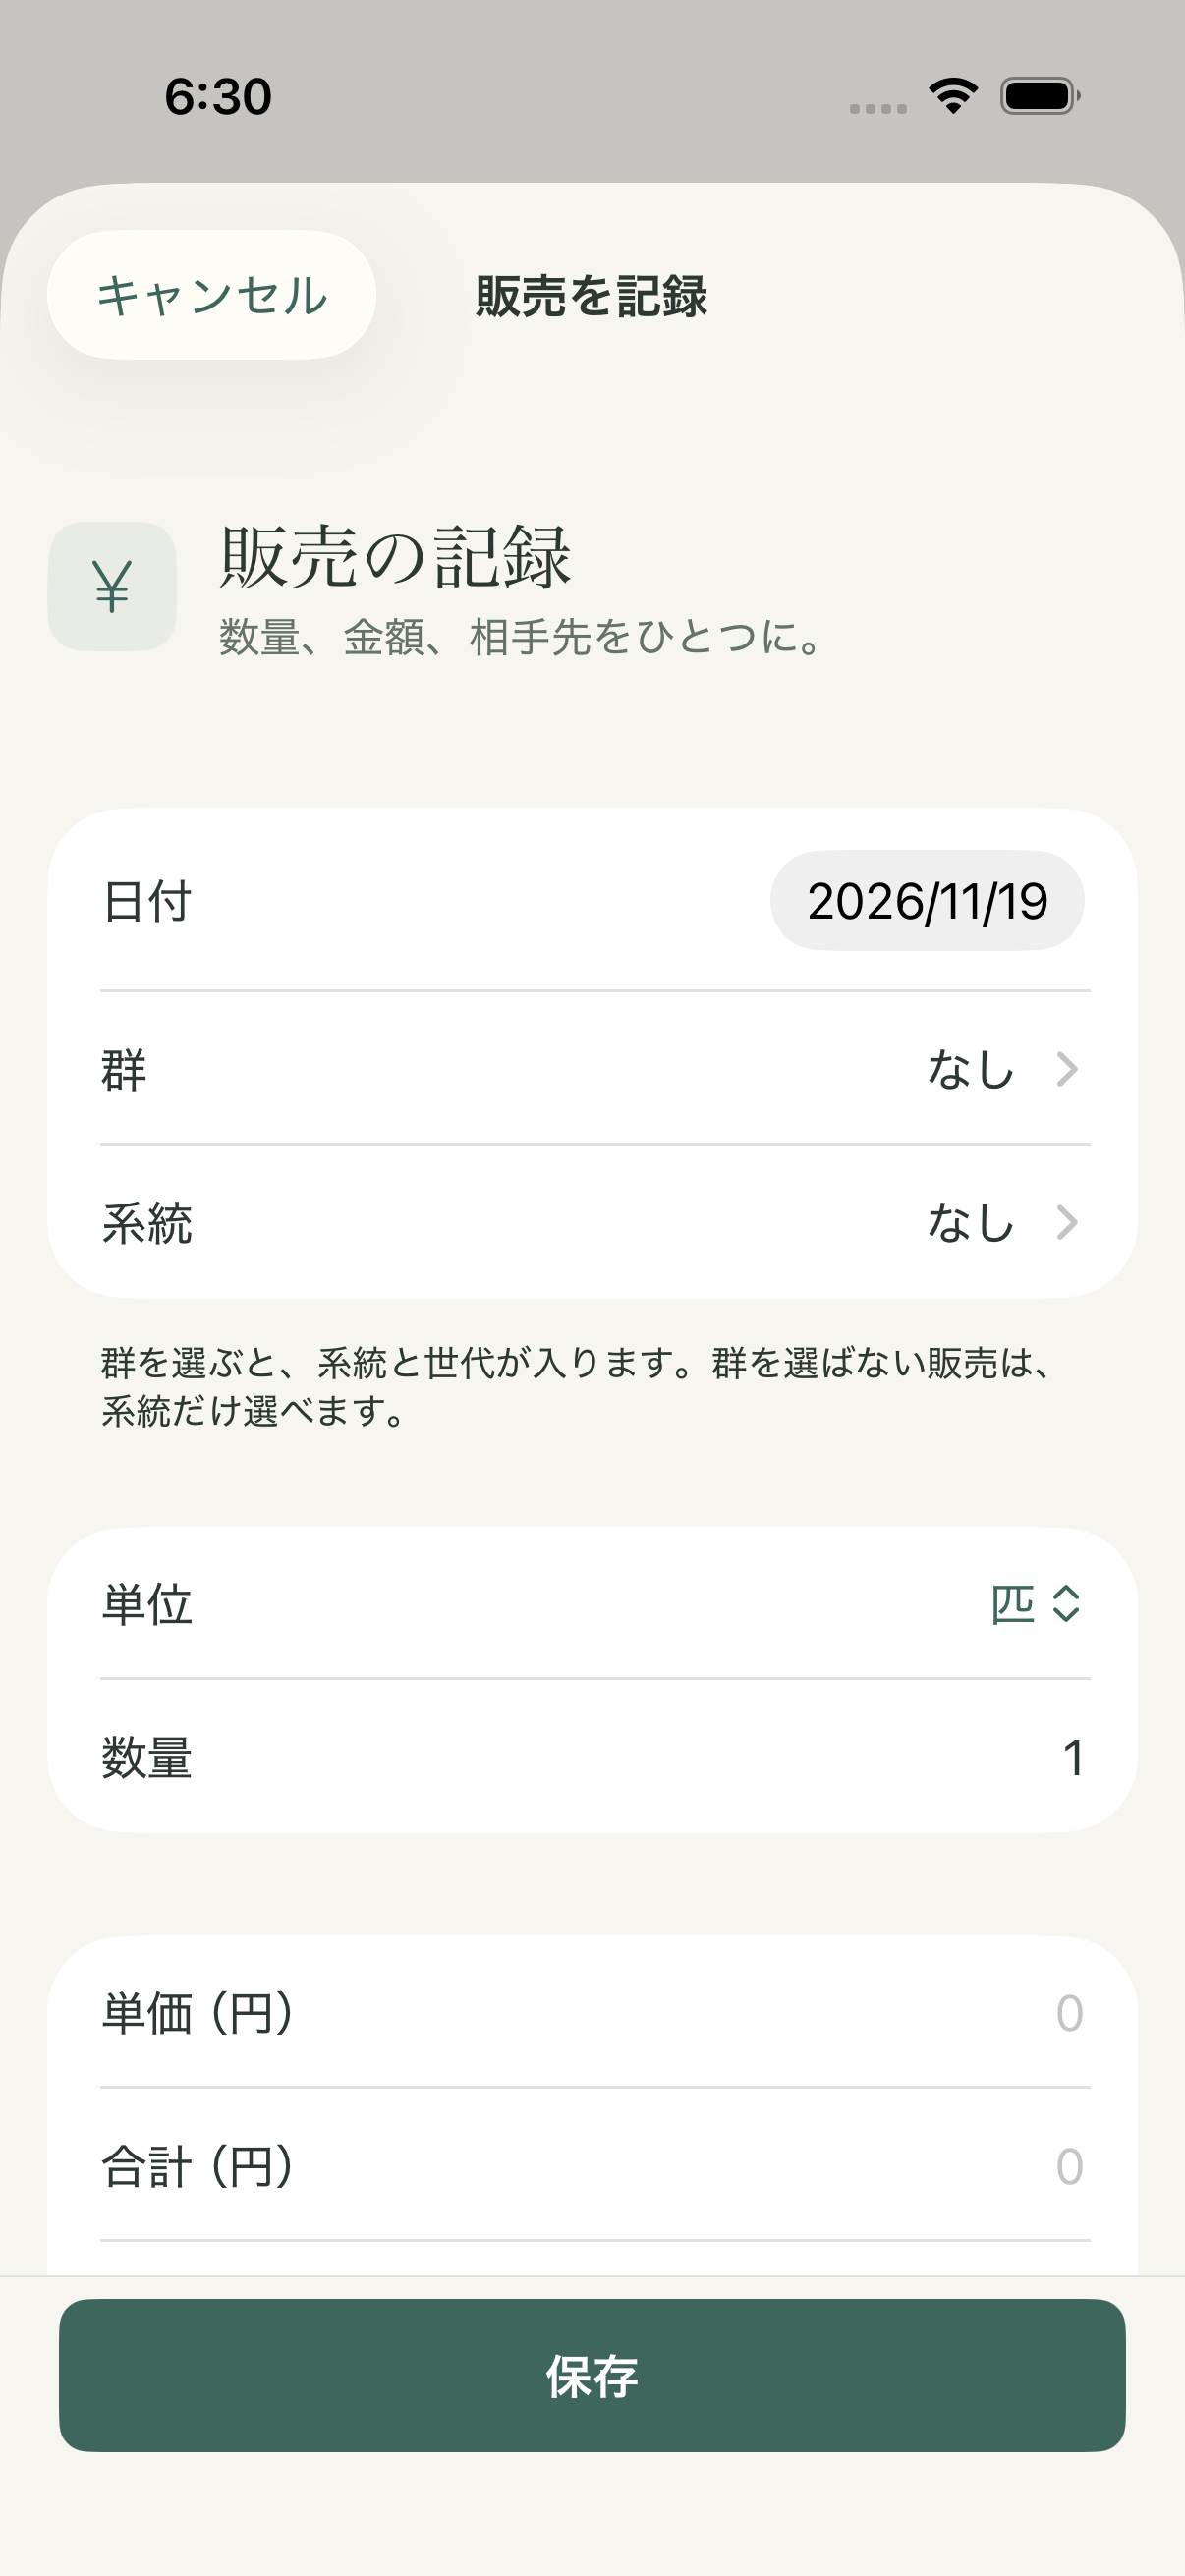 6:30
キャンセル
販売を記録
¥
販売の記録
数量、金額、相手先をひとつに。
日付
2026/11/19
群
なし
系統
なし
群を選ぶと、系統と世代が入ります。群を選ばない販売は、
系統だけ選べます。
単位
匹
数量
1
単価（円）
0
合計（円）
0
保存